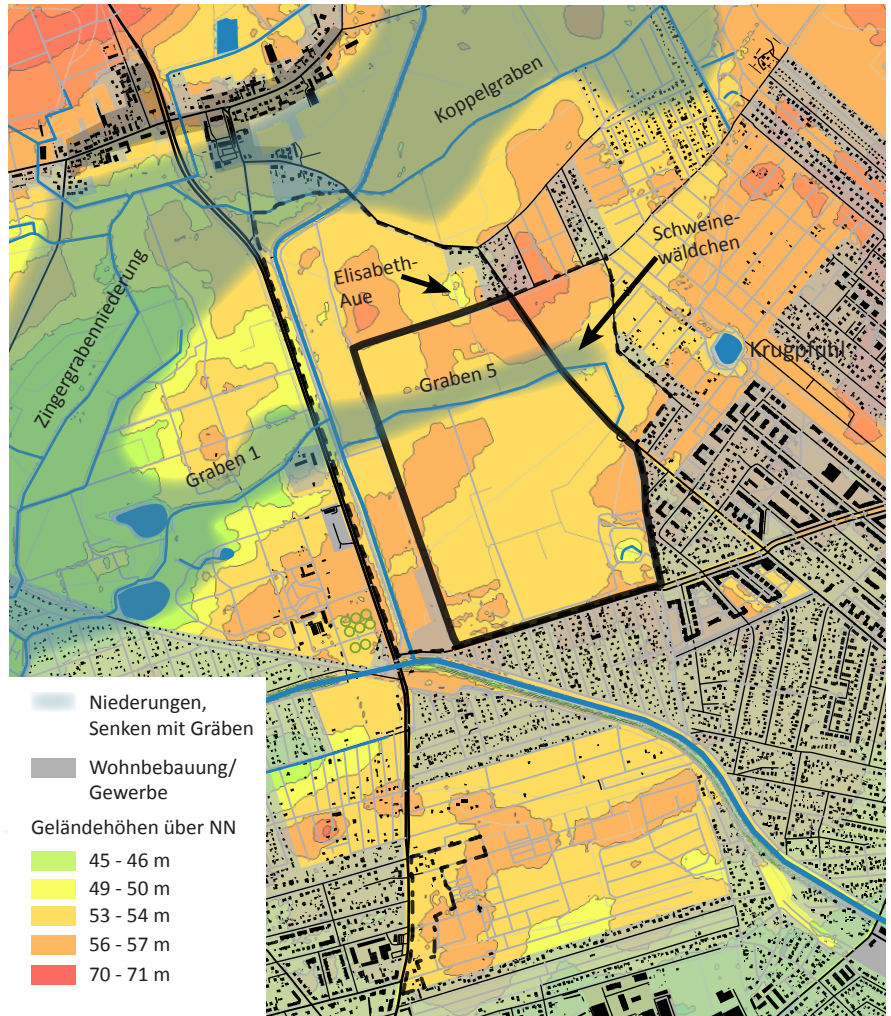 Koppelgraben
Schweine-
wäldchen
Elisabeth-
Aue
Zingergrabenniederung
Krugpfuhl
Graben 5
Graben 1
Niederungen,
Senken mit Gräben
Wohnbebauung/
Gewerbe
Geländehöhen über NN
45 - 46 m
49 - 50 m
53 - 54 m
56 - 57 m
70 - 71 m